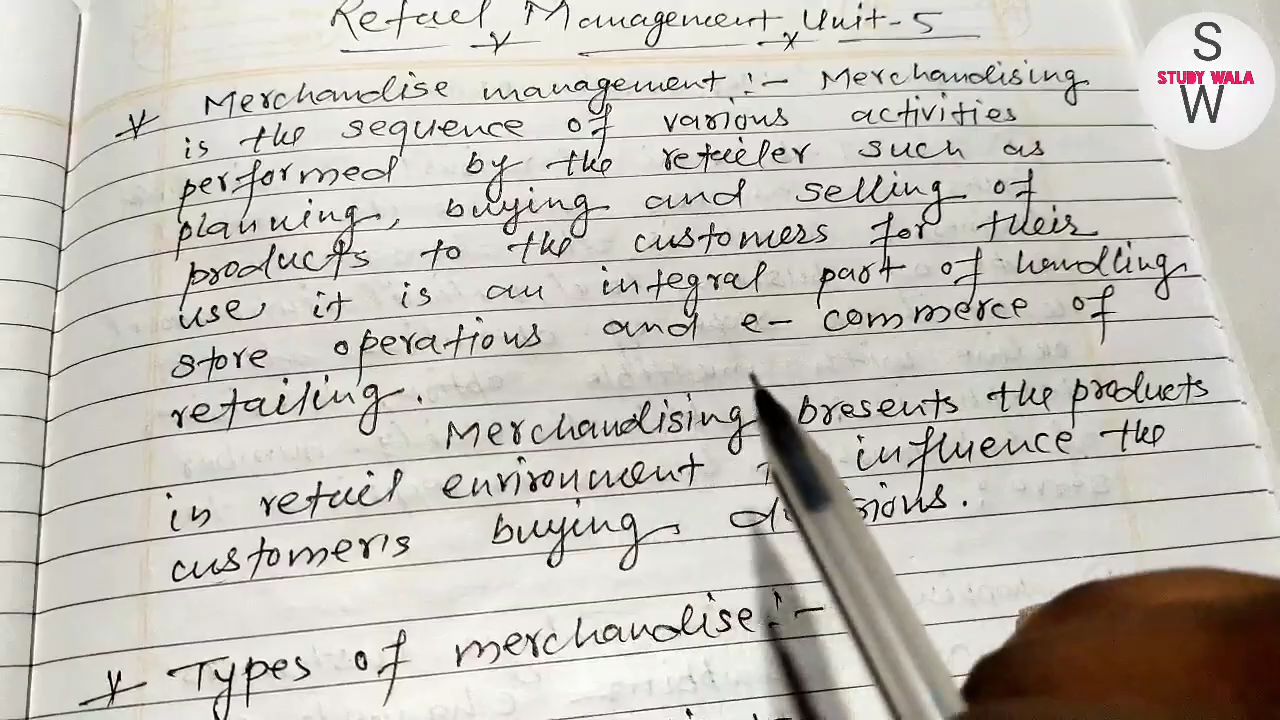 Retail Management Unit-5
S
STUDY WALA
W
Merchandise management :- Merchandising
is the sequence of various activities
performed by the retailer such as
planning, buying and selling of
products to the customers for their
use, it is an integral part of handling
store operations and e-commerce of
retailing.
Merchandising presents the products
in retail environment influence the
customer's buying
Types of merchandise :-